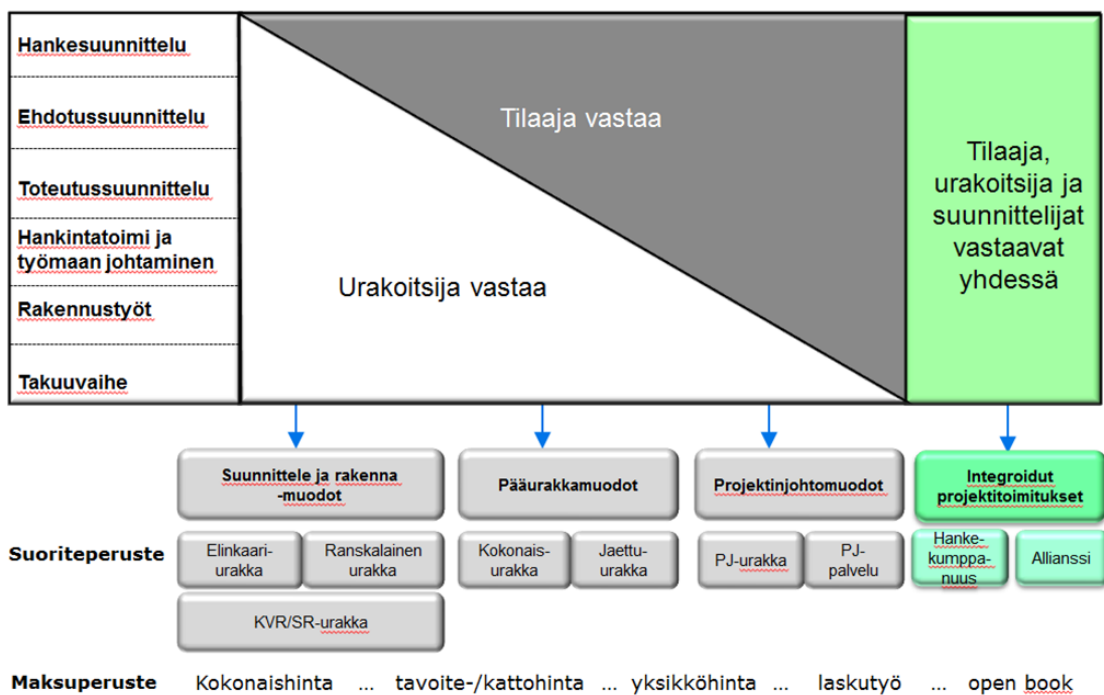 Hankesuunnittelu
Ehdotussuunnittelu
Toteutussuunnittelu
Hankintatoimi ja
työmaan johtaminen
Rakennustyöt
Takuuvaihe
Tilaaja vastaa
Urakoitsija vastaa
Tilaaja,
urakoitsija ja
suunnittelijat
vastaavat
yhdessä
Suunnittele ja rakenna
-muodot
Pääurakkamuodot
Projektinjohtomuodot
Integroidut
projektitoimitukset
Suoriteperuste
Elinkaari-
urakka
Ranskalainen
urakka
Kokonais-
urakka
Jaettu-
urakka
PJ-urakka
PJ-
palvelu
Hanke-
kumppa-
nuus
Allianssi
KVR/SR-urakka
Maksuperuste Kokonaishinta ... tavoite-/kattohinta ... yksikköhinta ... laskutyö ... open book